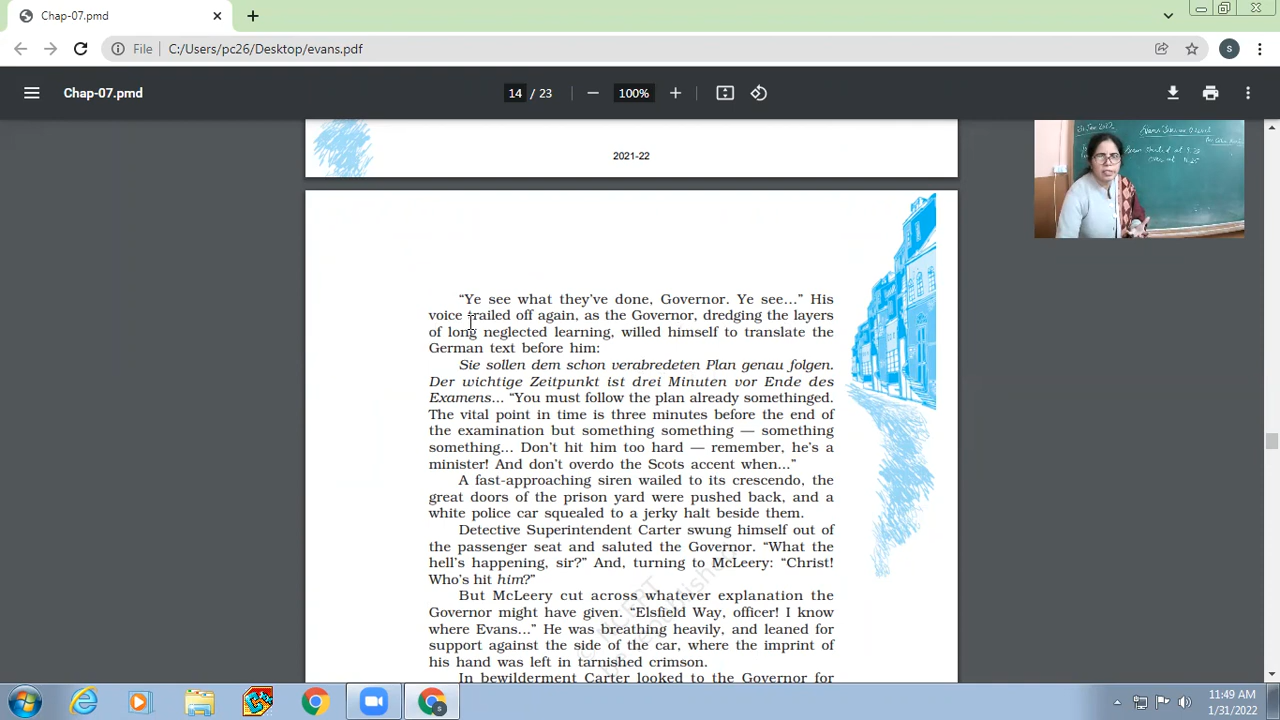 Chap-07.pmd
File C:/Users/pc26/Desktop/evans.pdf
S
Chap-07.pmd
14 / 23
100%
2021-22
“Ye see what they’ve done, Governor. Ye see...” His
voice trailed off again, as the Governor, dredging the layers
of long neglected learning, willed himself to translate the
German text before him:
Sie sollen dem schon verabredeten Plan genau folgen.
Der wichtige Zeitpunkt ist drei Minuten vor Ende des
Examens... “You must follow the plan already somethinged.
The vital point in time is three minutes before the end of
the examination but something something — something
something... Don’t hit him too hard — remember, he’s a
minister! And don’t overdo the Scots accent when...”
A fast-approaching siren wailed to its crescendo, the
great doors of the prison yard were pushed back, and a
white police car squealed to a jerky halt beside them.
Detective Superintendent Carter swung himself out of
the passenger seat and saluted the Governor. “What the
hell’s happening, sir?” And, turning to McLeery: “Christ!
Who’s hit him?”
But McLeery cut across whatever explanation the
Governor might have given. “Elsfield Way, officer! I know
where Evans...” He was breathing heavily, and leaned for
support against the side of the car, where the imprint of
his hand was left in tarnished crimson.
In bewilderment Carter looked to the Governor for
11:49 AM
1/31/2022